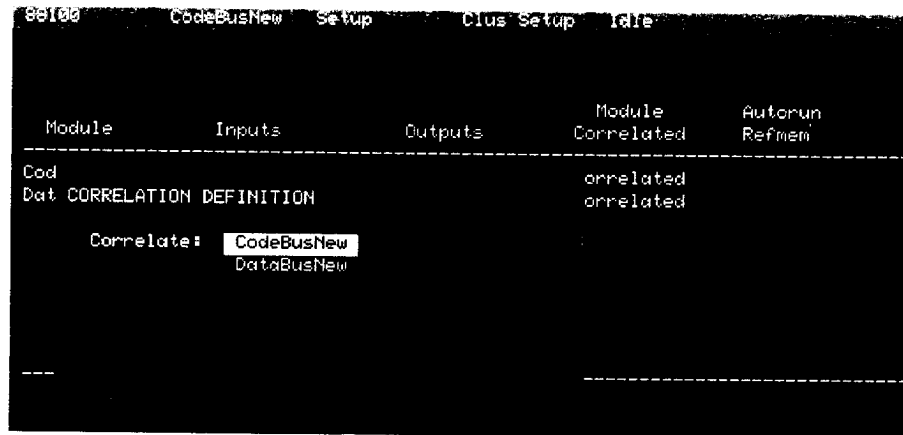 88100 CodeBusNew Setup Clus Setup Idle
Module Autorun
Module Inputs Outputs Correlated Refmem
Cod orrelated
Dat CORRELATION DEFINITION orrelated
Correlate: CodeBusNew
DataBusNew